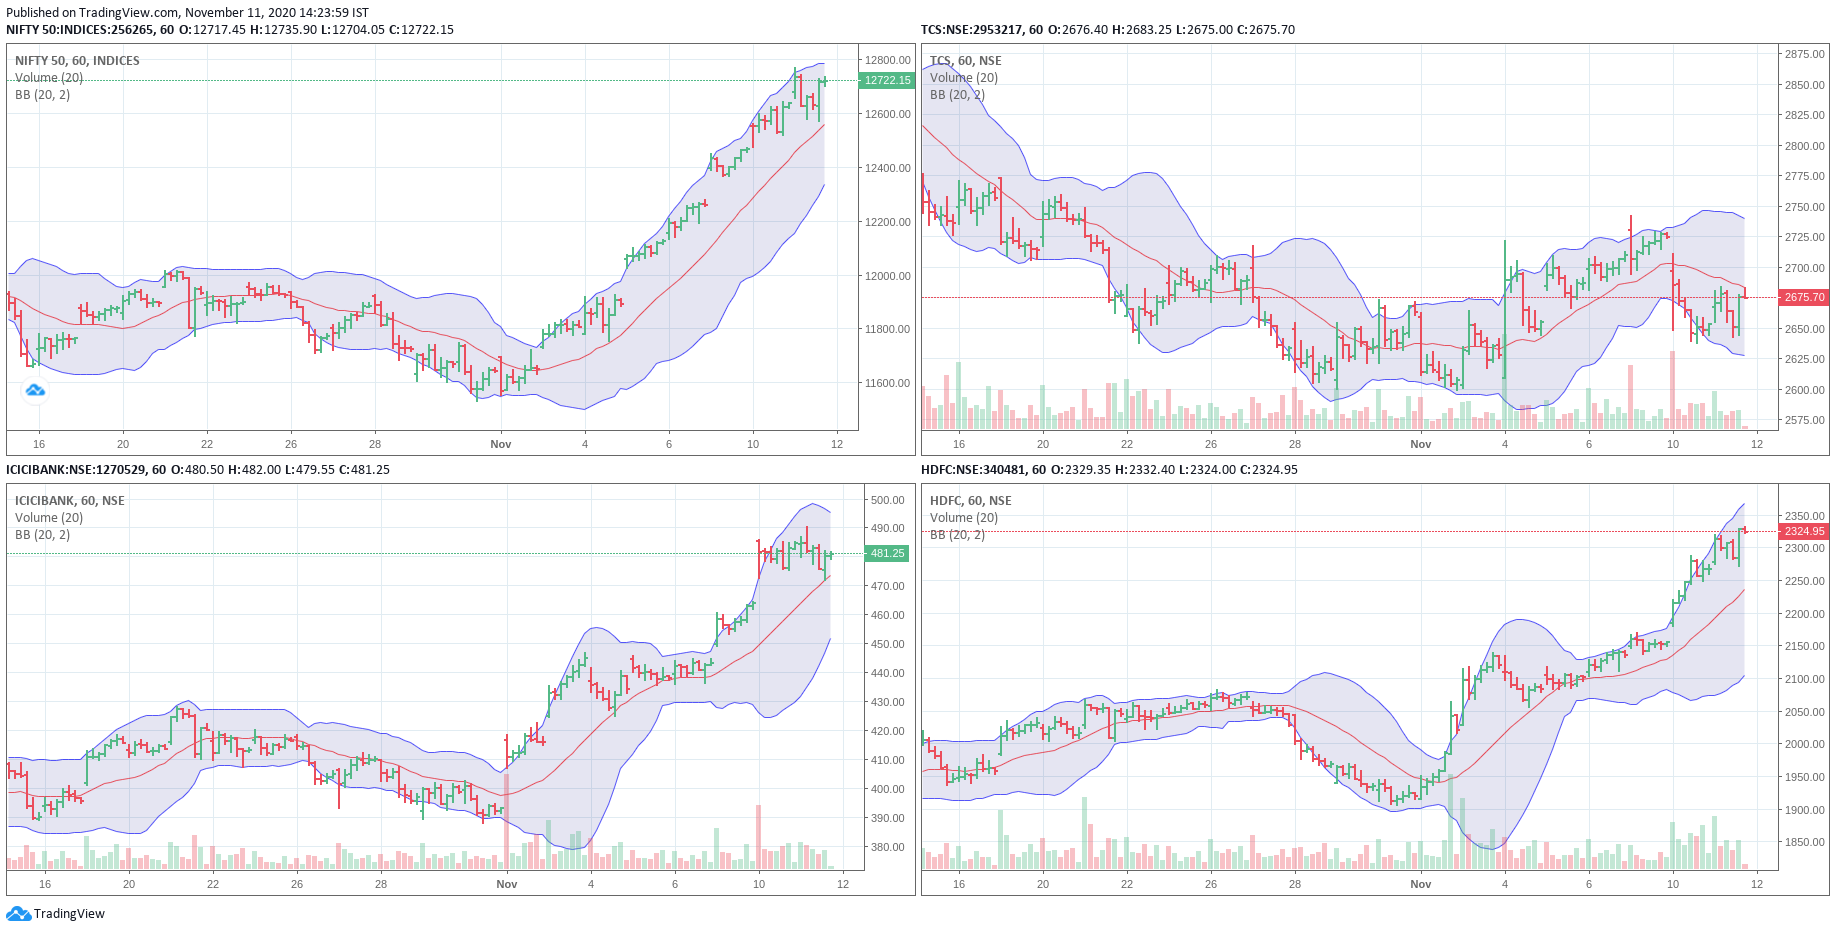 Published on TradingView.com, November 11, 2020 14:23:59 IST
NIFTY 50:INDICES:256265, 60 O:12717.45 H:12735.90 L:12704.05 C:12722.15
NIFTY 50, 60, INDICES
Volume (20)
BB (20, 2)
12800.00
12722.15
12600.00
12400.00
12200.00
12000.00
11800.00
11600.00
16 20 22 26 28 Nov 4 6 10 12
TCS:NSE:2953217, 60 O:2676.40 H:2683.25 L:2675.00 C:2675.70
TCS, 60, NSE
Volume (20)
BB (20, 2)
2875.00
2850.00
2825.00
2800.00
2775.00
2750.00
2725.00
2700.00
2675.70
2650.00
2625.00
2600.00
2575.00
16 20 22 26 28 Nov 4 6 10 12
ICICIBANK:NSE:1270529, 60 O:480.50 H:482.00 L:479.55 C:481.25
ICICIBANK, 60, NSE
Volume (20)
BB (20, 2)
500.00
490.00
481.25
470.00
460.00
450.00
440.00
430.00
420.00
410.00
400.00
390.00
380.00
16 20 22 26 28 Nov 4 6 10 12
HDFC:NSE:340481, 60 O:2329.35 H:2332.40 L:2324.00 C:2324.95
HDFC, 60, NSE
Volume (20)
BB (20, 2)
2350.00
2324.95
2300.00
2250.00
2200.00
2150.00
2100.00
2050.00
2000.00
1950.00
1900.00
1850.00
16 20 22 26 28 Nov 4 6 10 12
TradingView